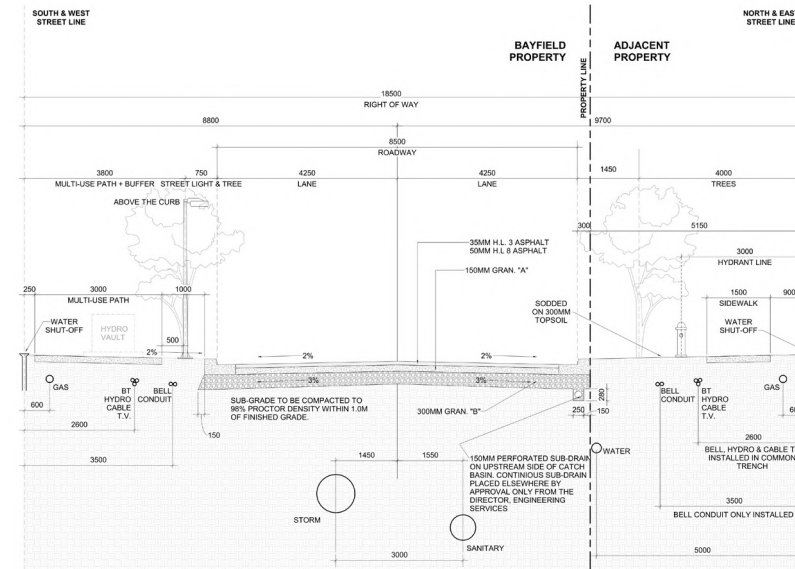 SOUTH & WEST
STREET LINE
NORTH & EAST
STREET LINE
BAYFIELD
PROPERTY
ADJACENT
PROPERTY
PROPERTY LINE
18500
RIGHT OF WAY
8800
9700
8500
ROADWAY
3800
750
4250
4250
1450
4000
MULTI-USE PATH + BUFFER
STREET LIGHT & TREE
LANE
LANE
TREES
ABOVE THE CURB
300
5150
35MM H.L. 3 ASPHALT
50MM H.L 8 ASPHALT
3000
HYDRANT LINE
150MM GRAN. "A"
250
3000
1000
1500
900
MULTI-USE PATH
SIDEWALK
SODDED
ON 300MM
TOPSOIL
WATER
SHUT-OFF
HYDRO
VAULT
500
WATER
SHUT-OFF
2%
2%
2%
3%
3%
GAS
BT
HYDRO
CABLE
T.V.
BELL
CONDUIT
600
SUB-GRADE TO BE COMPACTED TO
98% PROCTOR DENSITY WITHIN 1.0M
OF FINISHED GRADE.
300MM GRAN. "B"
280
250
150
BELL
CONDUIT
BT
HYDRO
CABLE
T.V.
GAS
2600
150
2600
3500
1450
1550
150MM PERFORATED SUB-DRAIN
ON UPSTREAM SIDE OF CATCH
BASIN. CONTINIOUS SUB-DRAIN
PLACED ELSEWHERE BY
APPROVAL ONLY FROM THE
DIRECTOR, ENGINEERING
SERVICES
WATER
BELL, HYDRO & CABLE T
INSTALLED IN COMMON
TRENCH
3500
BELL CONDUIT ONLY INSTALLED
STORM
SANITARY
3000
5000